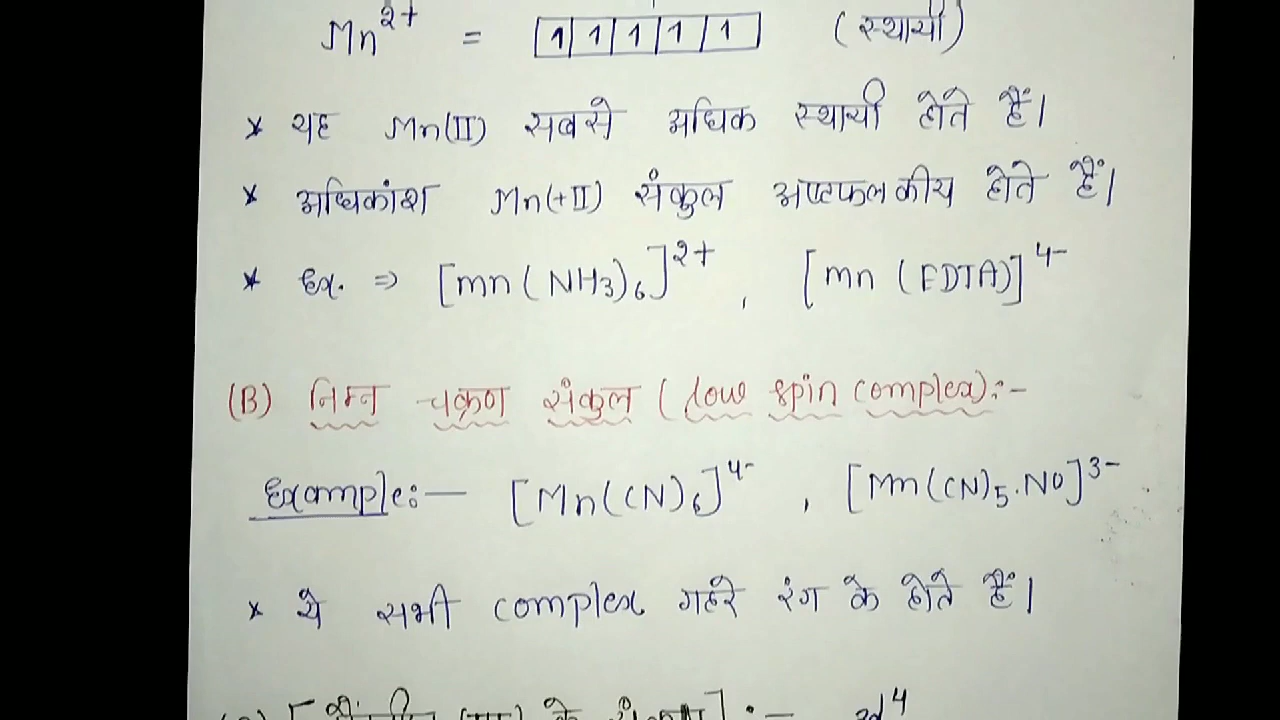 Mn²⁺ = 1 1 1 1 1 (स्थायी)
* यह Mn(II) सबसे अधिक स्थायी होते हैं।
* अधिकांश Mn(+II) संकुल अष्टफलकीय होते हैं।
* Ex. ⇒ [mn(NH3)₆]²⁺, [mn (EDTA)]⁴⁻
(B) निम्न चक्रण संकुल (low spin complex):-
Example:- [Mn(CN)₆]⁴⁻, [Mn(CN)₅.NO]³⁻
* ये सभी complex गहरे रंग के होते हैं।
के :- 3d⁴